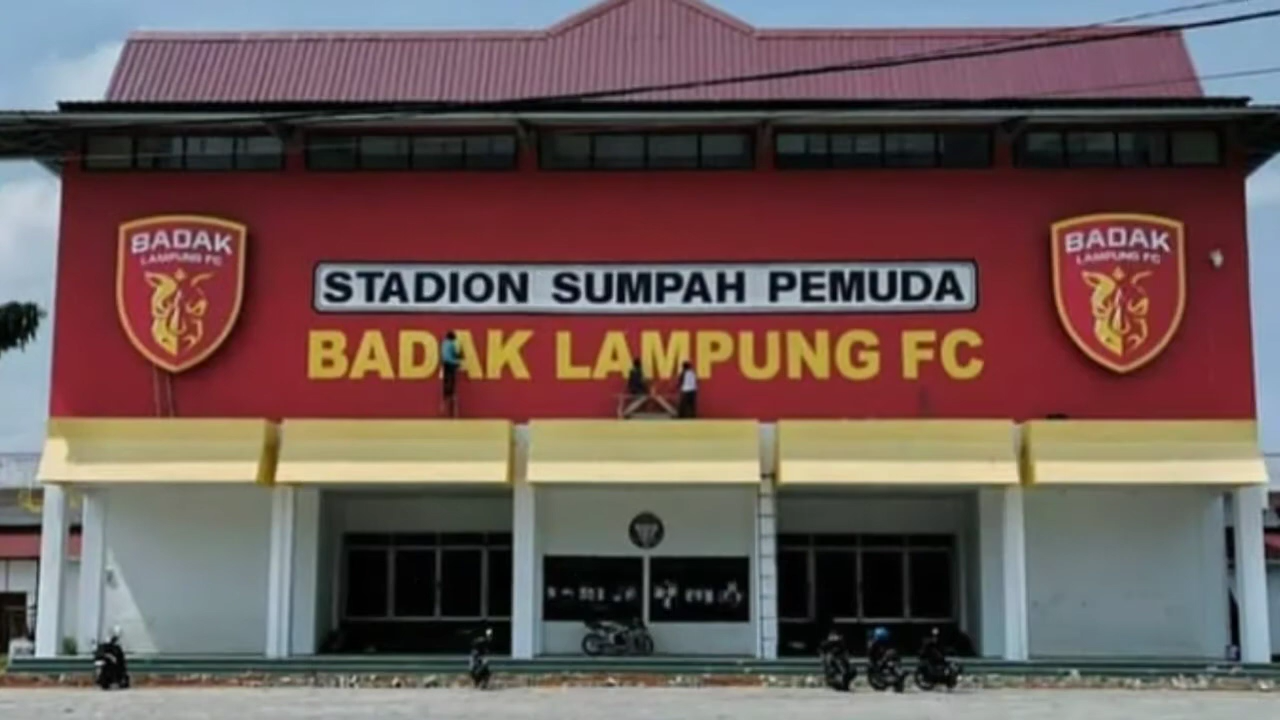 BADAK
LAMPUNG FC
STADION SUMPAH PEMUDA
BADAK LAMPUNG FC
BADAK
LAMPUNG FC